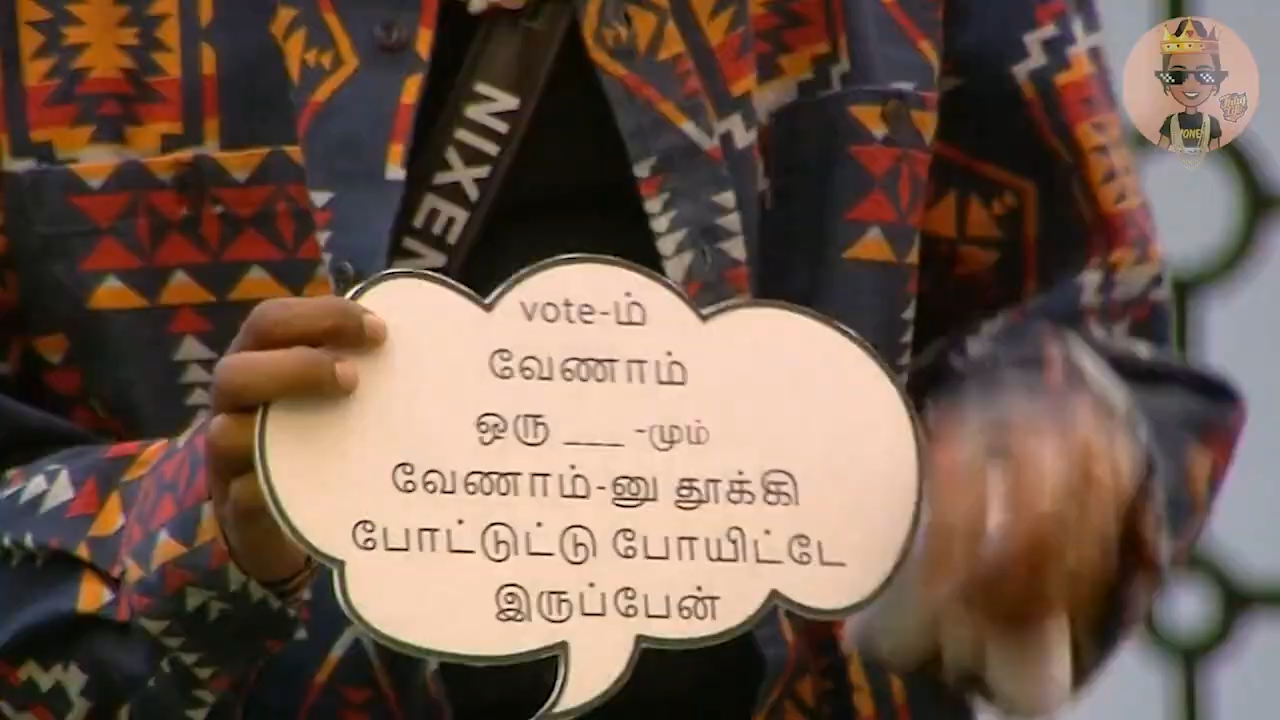 NIXEN
vote-ம்
வேணாம்
ஒரு ___ -மும்
வேணாம்-னு தூக்கி
போட்டுட்டு போயிட்டே
இருப்பேன்